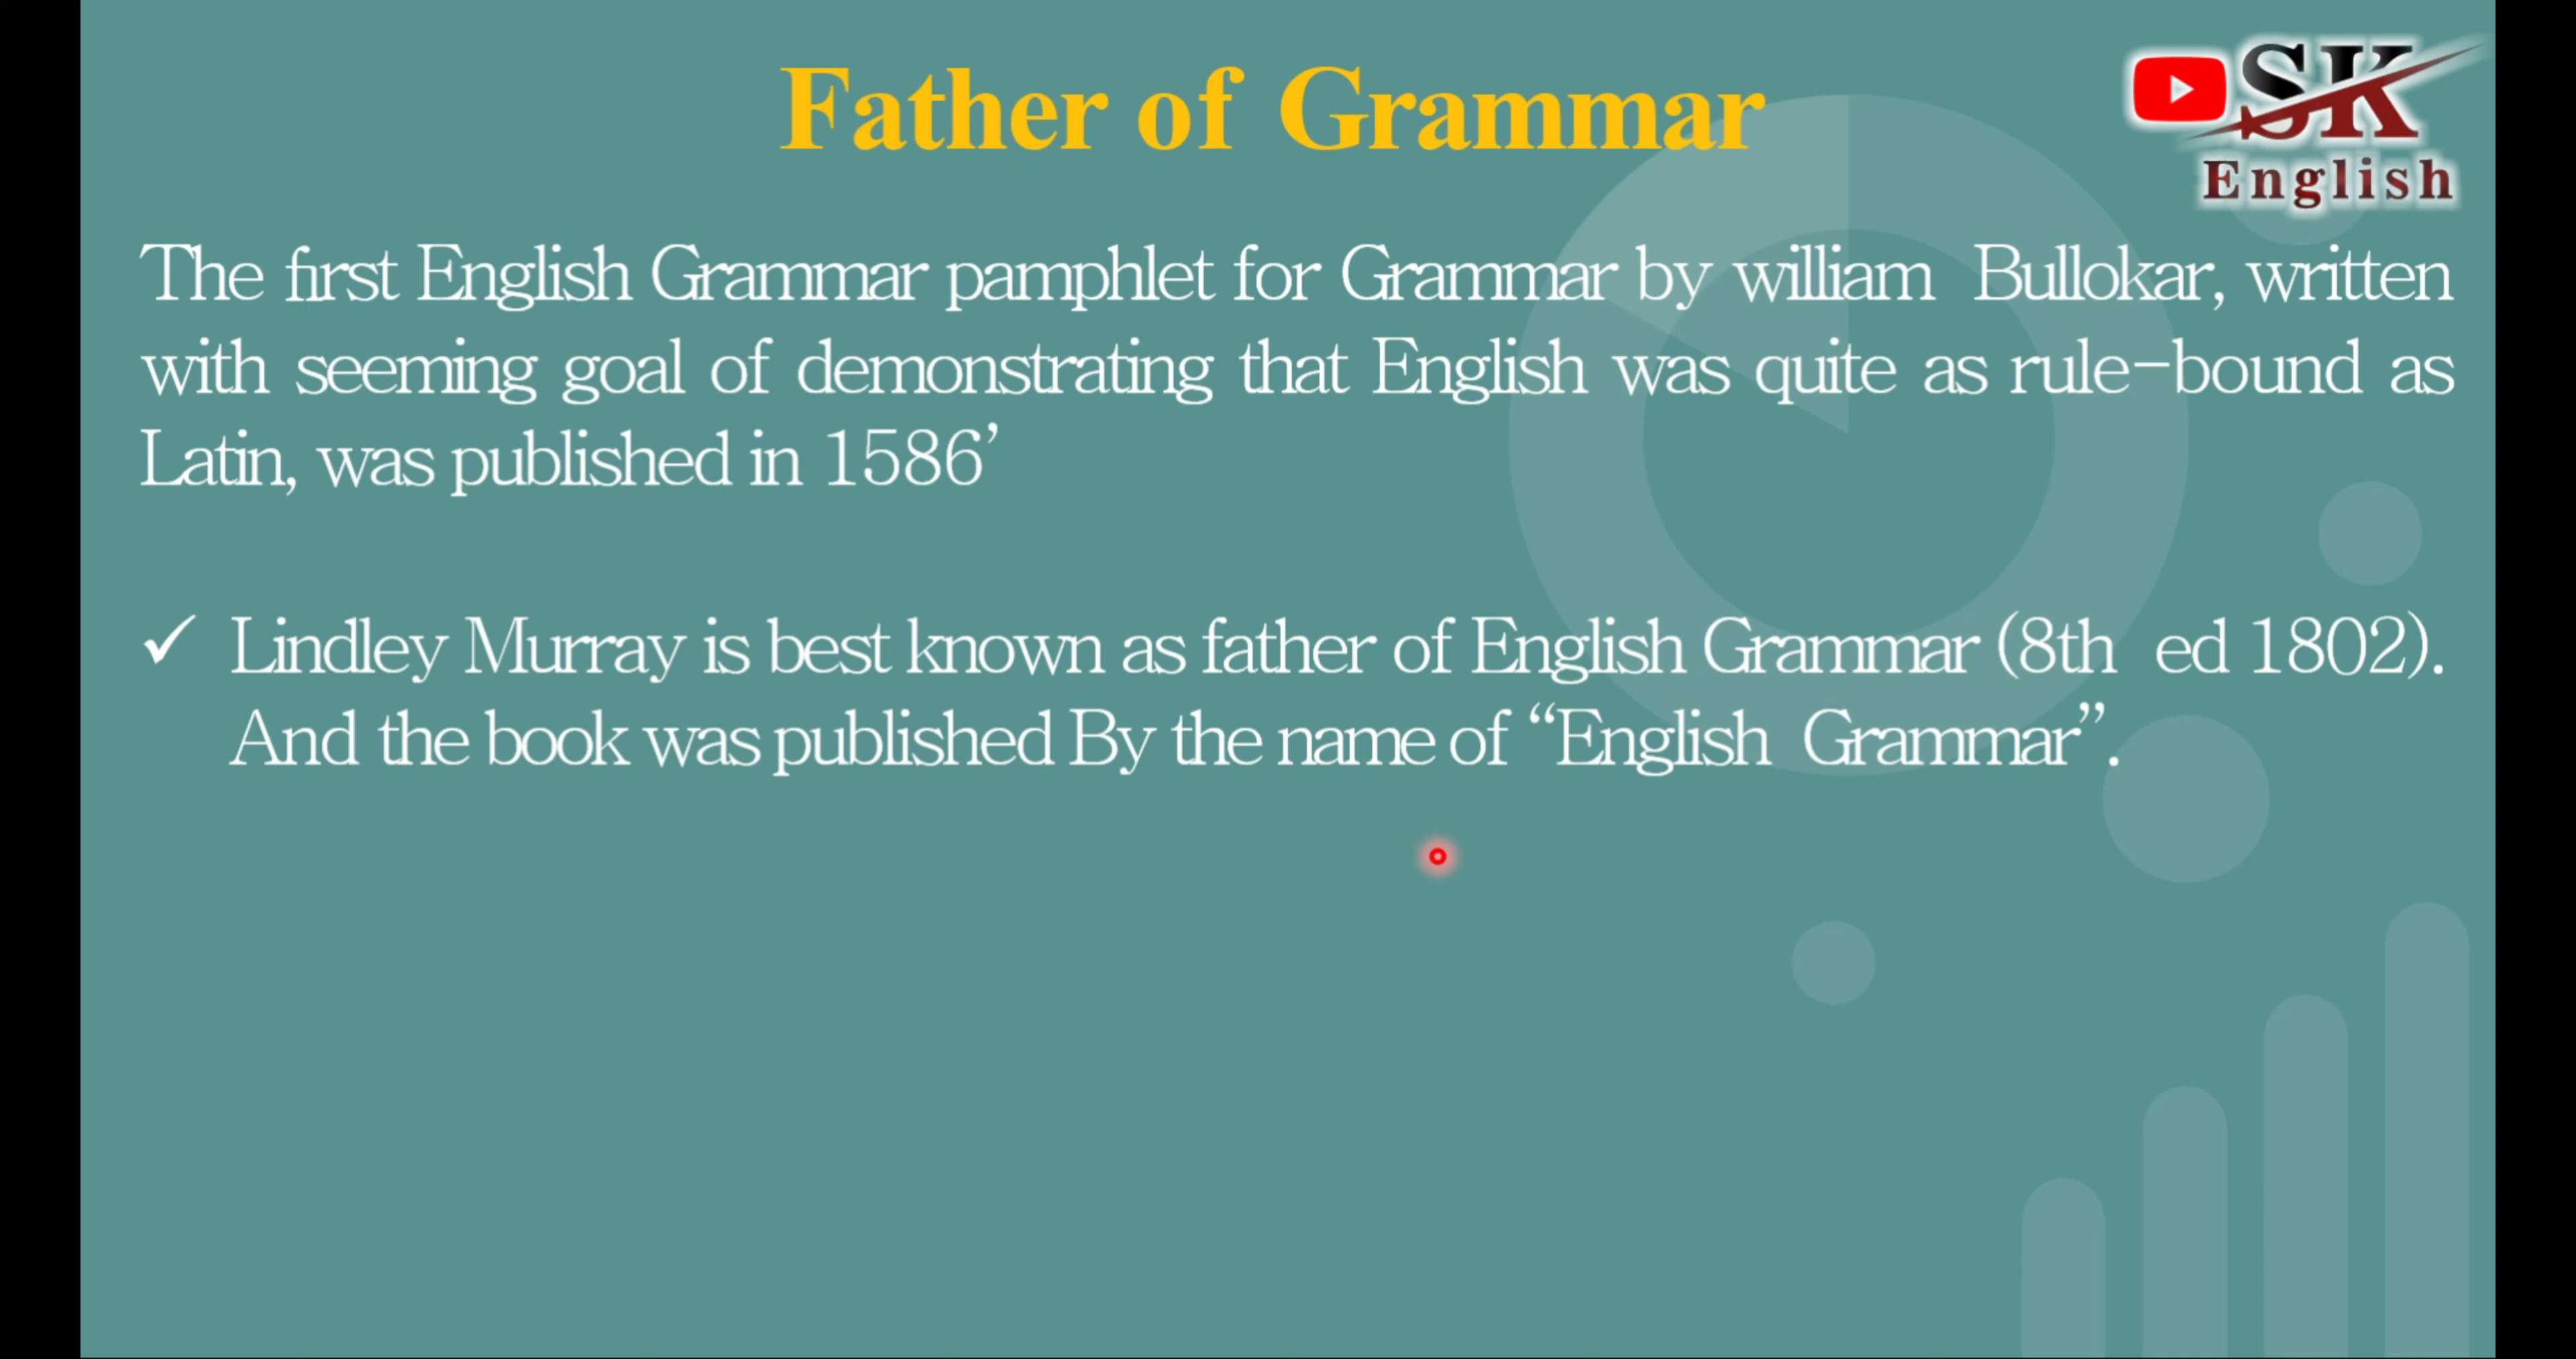 Father of Grammar
SK
English
The first English Grammar pamphlet for Grammar by william Bullokar, written
with seeming goal of demonstrating that English was quite as rule-bound as
Latin, was published in 1586’
✓ Lindley Murray is best known as father of English Grammar (8th ed 1802).
And the book was published By the name of “English Grammar”.